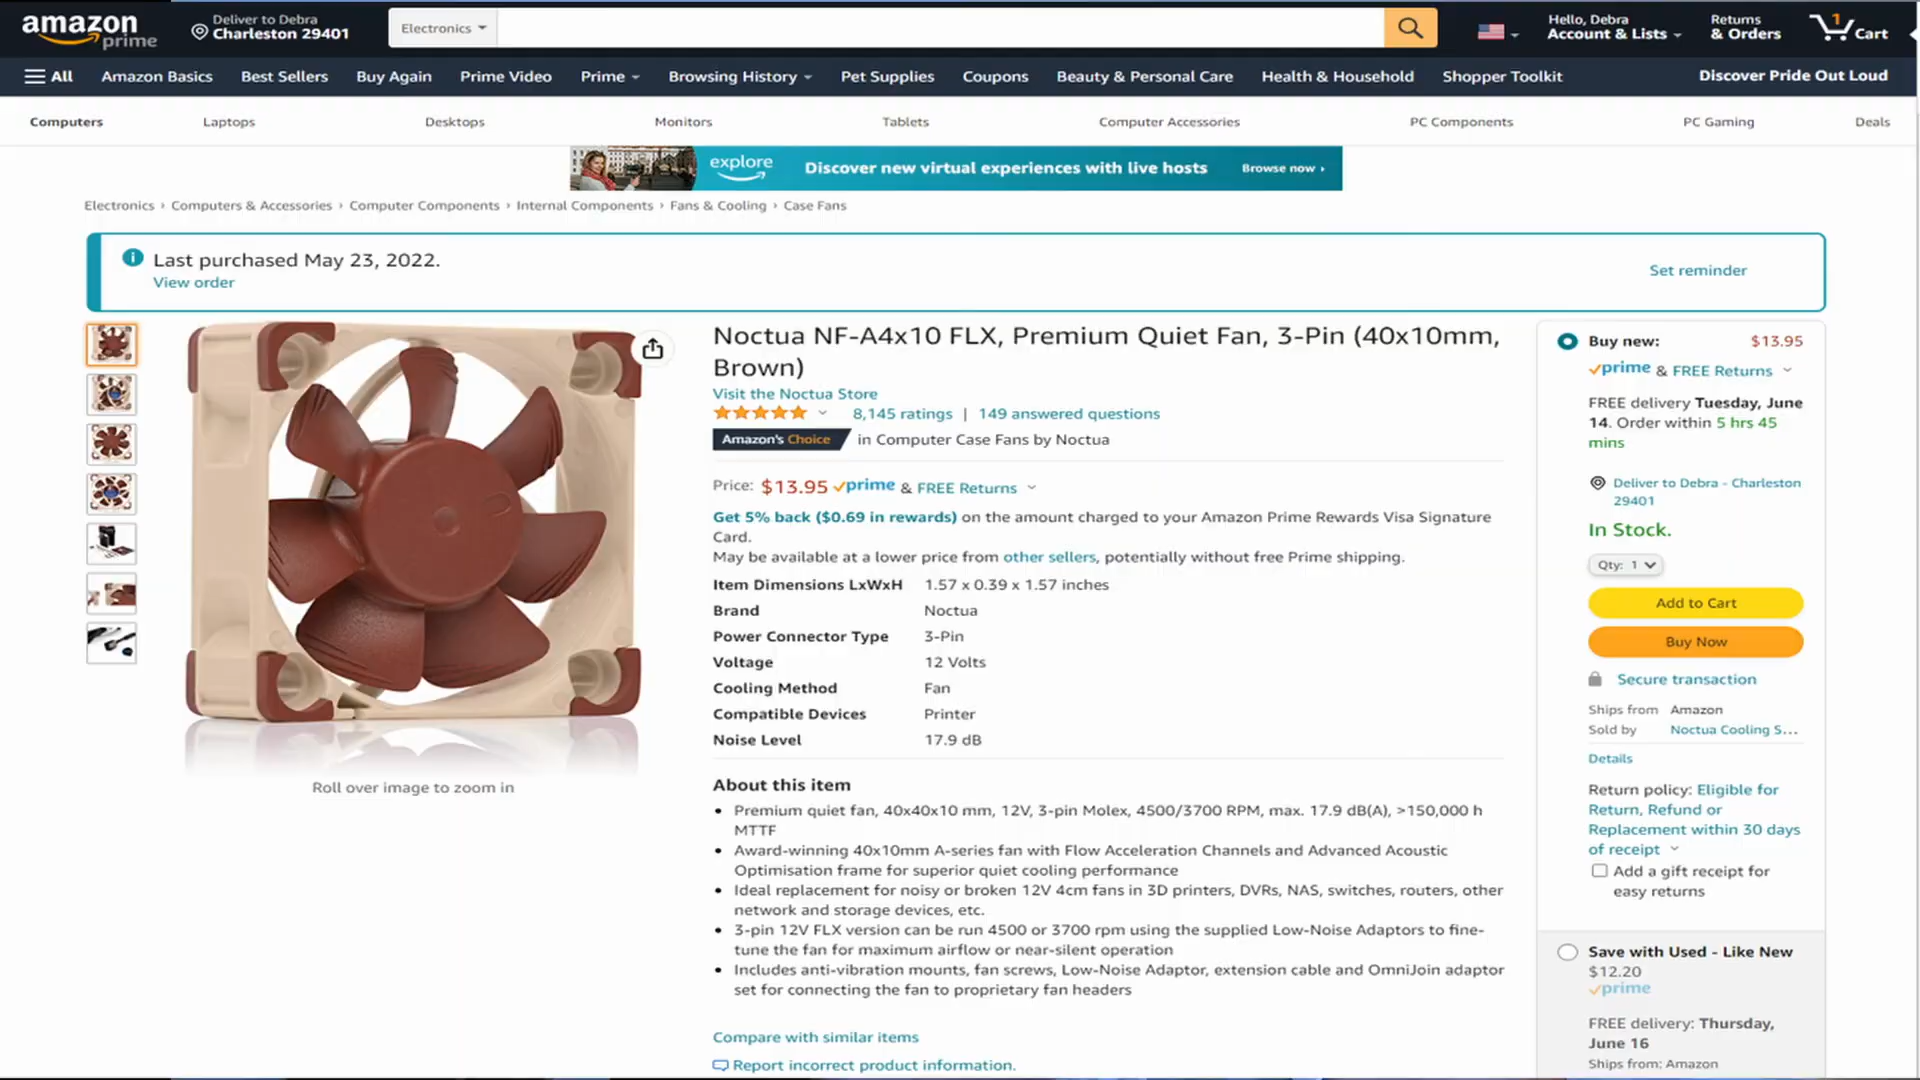 amazon prime
Deliver to Debra
Charleston 29401
Electronics
Hello, Debra
Account & Lists
Returns
& Orders
1
Cart
All
Amazon Basics
Best Sellers
Buy Again
Prime Video
Prime
Browsing History
Pet Supplies
Coupons
Beauty & Personal Care
Health & Household
Shopper Toolkit
Discover Pride Out Loud
Computers
Laptops
Desktops
Monitors
Tablets
Computer Accessories
PC Components
PC Gaming
Deals
explore
Discover new virtual experiences with live hosts
Browse now ›
Electronics › Computers & Accessories › Computer Components › Internal Components › Fans & Cooling › Case Fans
Last purchased May 23, 2022.
View order
Set reminder
Roll over image to zoom in
Noctua NF-A4x10 FLX, Premium Quiet Fan, 3-Pin (40x10mm,
Brown)
Visit the Noctua Store
8,145 ratings | 149 answered questions
Amazon's Choice in Computer Case Fans by Noctua
Price: $13.95 prime & FREE Returns
Get 5% back ($0.69 in rewards) on the amount charged to your Amazon Prime Rewards Visa Signature
Card.
May be available at a lower price from other sellers, potentially without free Prime shipping.
Item Dimensions LxWxH 1.57 x 0.39 x 1.57 inches
Brand Noctua
Power Connector Type 3-Pin
Voltage 12 Volts
Cooling Method Fan
Compatible Devices Printer
Noise Level 17.9 dB
About this item
• Premium quiet fan, 40x40x10 mm, 12V, 3-pin Molex, 4500/3700 RPM, max. 17.9 dB(A), >150,000 h
MTTF
• Award-winning 40x10mm A-series fan with Flow Acceleration Channels and Advanced Acoustic
Optimisation frame for superior quiet cooling performance
• Ideal replacement for noisy or broken 12V 4cm fans in 3D printers, DVRs, NAS, switches, routers, other
network and storage devices, etc.
• 3-pin 12V FLX version can be run 4500 or 3700 rpm using the supplied Low-Noise Adaptors to fine-
tune the fan for maximum airflow or near-silent operation
• Includes anti-vibration mounts, fan screws, Low-Noise Adaptor, extension cable and OmniJoin adaptor
set for connecting the fan to proprietary fan headers
Compare with similar items
Report incorrect product information.
Buy new: $13.95
prime & FREE Returns
FREE delivery Tuesday, June
14. Order within 5 hrs 45
mins
Deliver to Debra - Charleston
29401
In Stock.
Qty: 1
Add to Cart
Buy Now
Secure transaction
Ships from Amazon
Sold by Noctua Cooling S...
Details
Return policy: Eligible for
Return, Refund or
Replacement within 30 days
of receipt
Add a gift receipt for
easy returns
Save with Used - Like New
$12.20
prime
FREE delivery: Thursday,
June 16
Ships from: Amazon